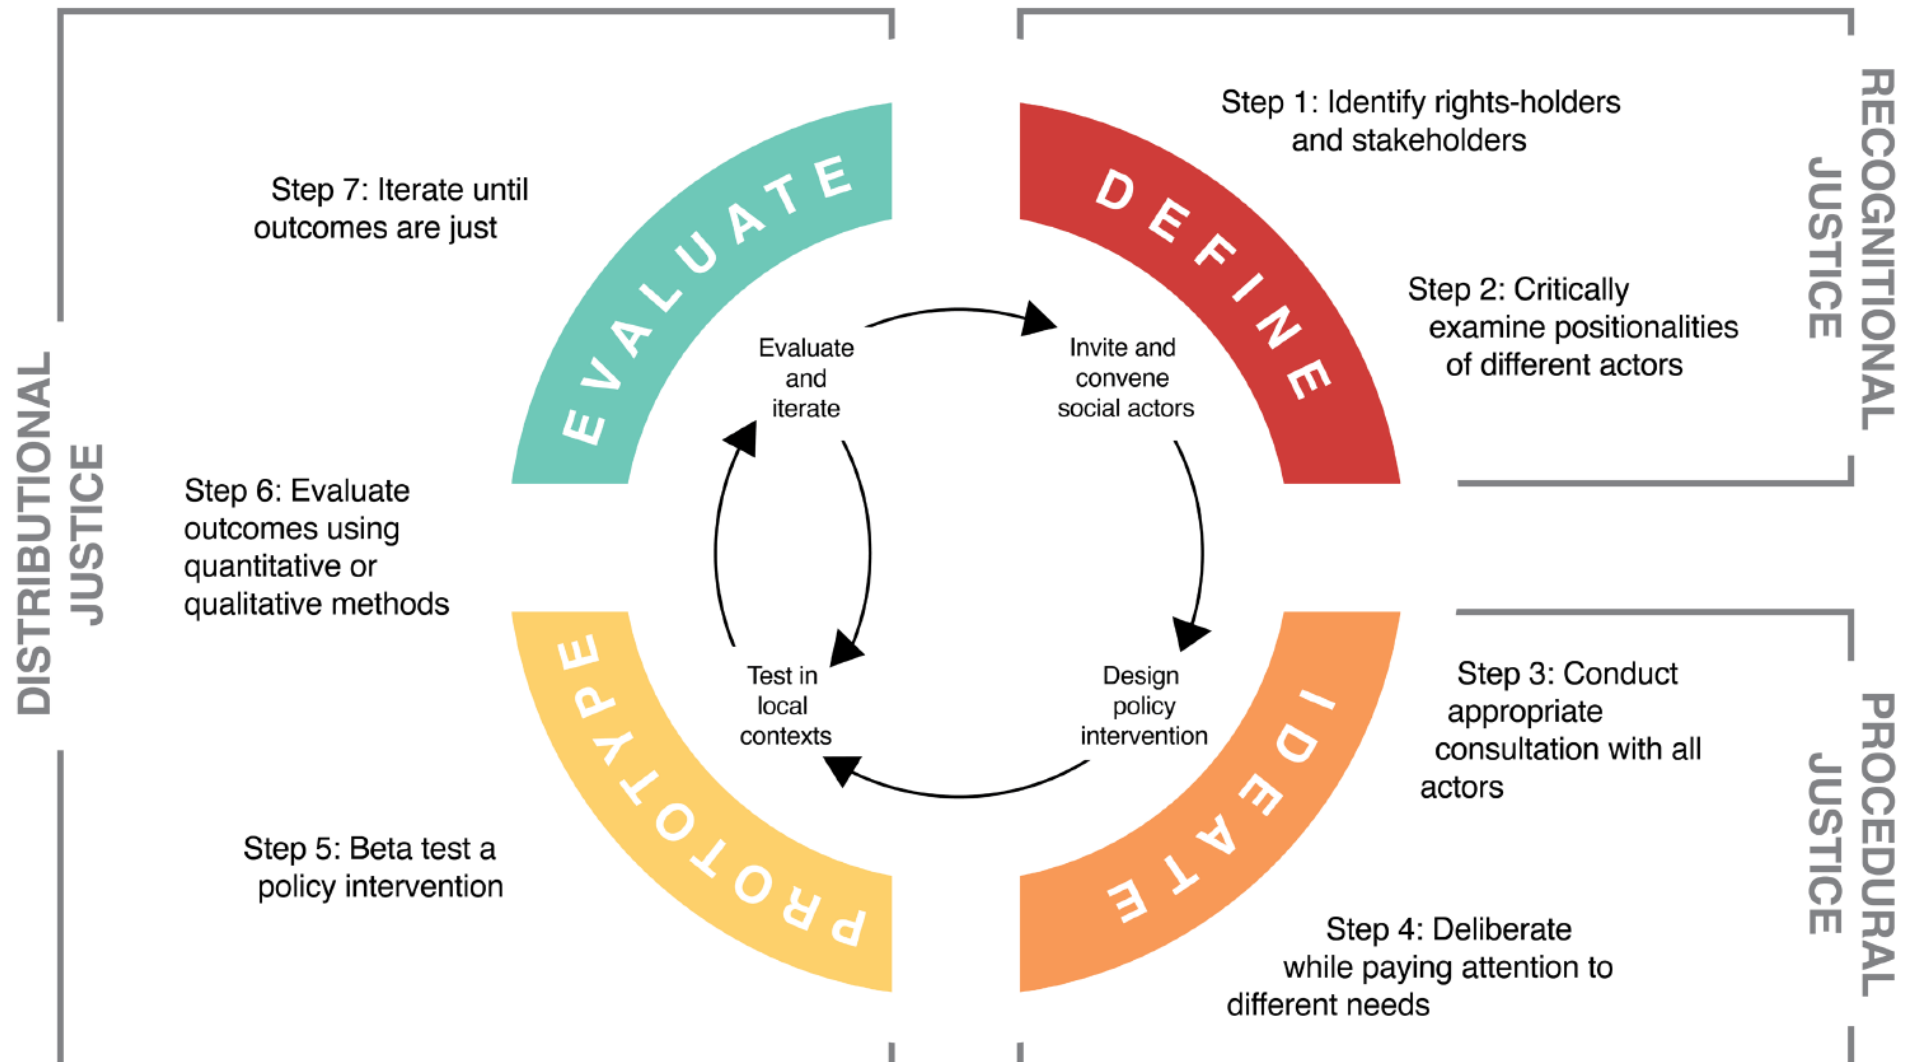 RECOGNITIONAL
JUSTICE
DEFINE
Step 1: Identify rights-holders
and stakeholders
Step 2: Critically
examine positionalities
of different actors
PROCEDURAL
JUSTICE
IDEATE
Step 3: Conduct
appropriate
consultation with all
actors
Step 4: Deliberate
while paying attention to
different needs
DISTRIBUTIONAL
JUSTICE
PROTOTYPE
Step 5: Beta test a
policy intervention
Step 6: Evaluate
outcomes using
quantitative or
qualitative methods
EVALUATE
Step 7: Iterate until
outcomes are just
Invite and
convene
social actors
Design
policy
intervention
Test in
local
contexts
Evaluate
and
iterate